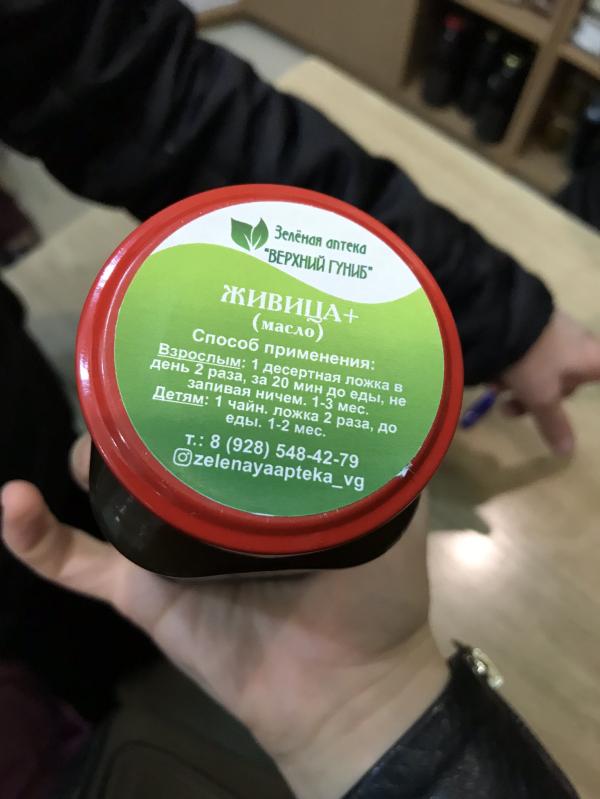 Зелёная аптека
"ВЕРХНИЙ ГУНИБ"
ЖИВИЦА+
(масло)
Способ применения:
Взрослым: 1 десертная ложка в
день 2 раза, за 20 мин до еды, не
запивая ничем. 1-3 мес.
Детям: 1 чайн. ложка 2 раза, до
еды. 1-2 мес.
т.: 8 (928) 548-42-79
zelenayaapteka_vg